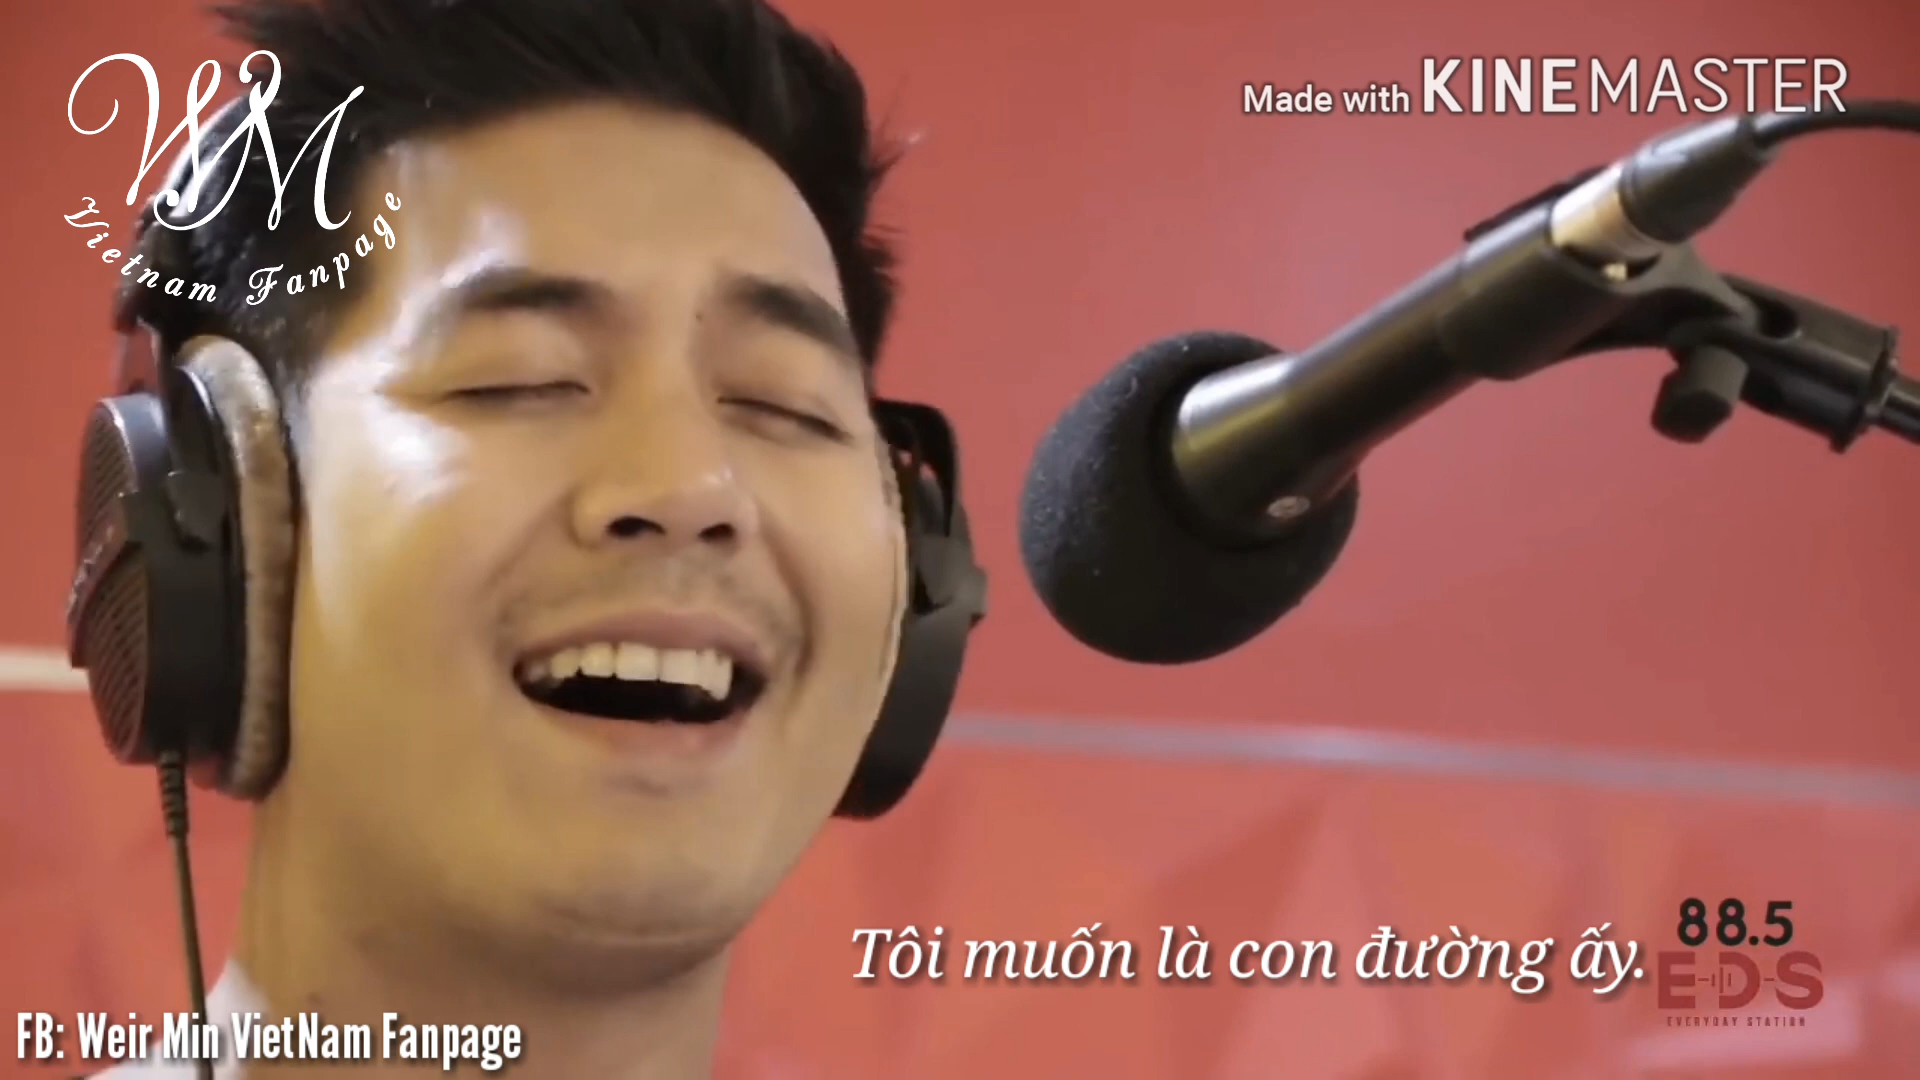 WM
Vietnam Fanpage
Made with KINEMASTER
Tôi muốn là con đường ấy.
88.5
E-D-S
EVERYDAY STATION
FB: Weir Min VietNam Fanpage